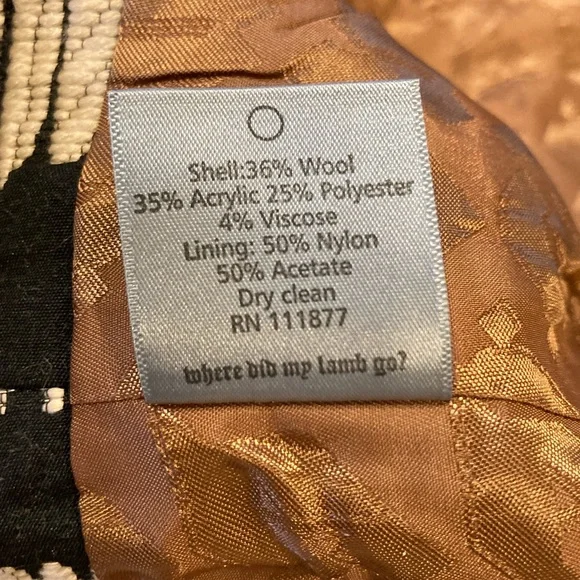 Shell:36% Wool
35% Acrylic 25% Polyester
4% Viscose
Lining: 50% Nylon
50% Acetate
Dry clean
RN 111877
where did my lamb go?